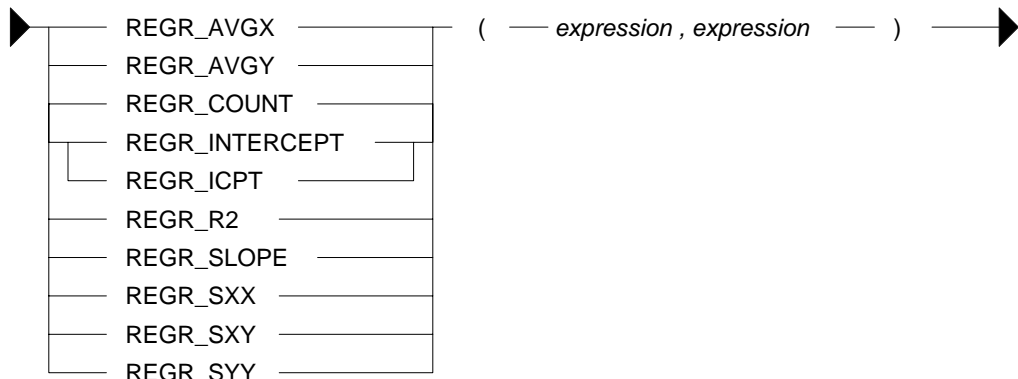 REGR_AVGX ( expression , expression )
REGR_AVGY
REGR_COUNT
REGR_INTERCEPT
REGR_ICPT
REGR_R2
REGR_SLOPE
REGR_SXX
REGR_SXY
REGR_SYY